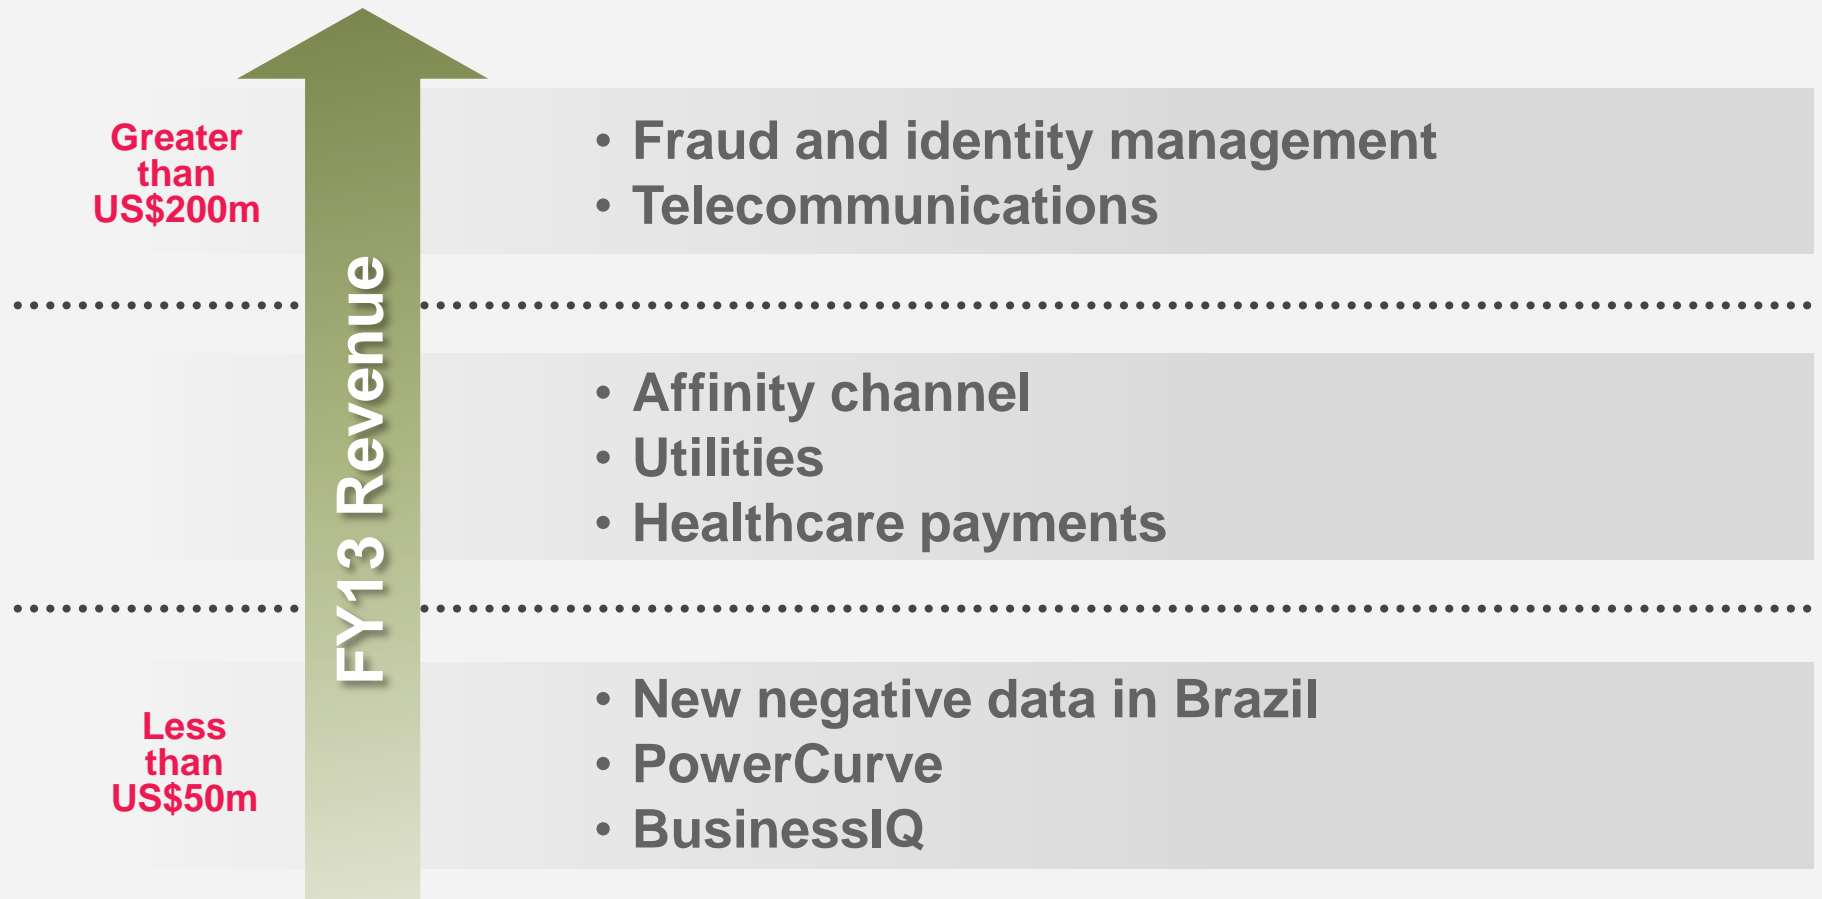 Greater
than
US$200m
• Fraud and identity management
• Telecommunications
FY13 Revenue
• Affinity channel
• Utilities
• Healthcare payments
Less
than
US$50m
• New negative data in Brazil
• PowerCurve
• BusinessIQ